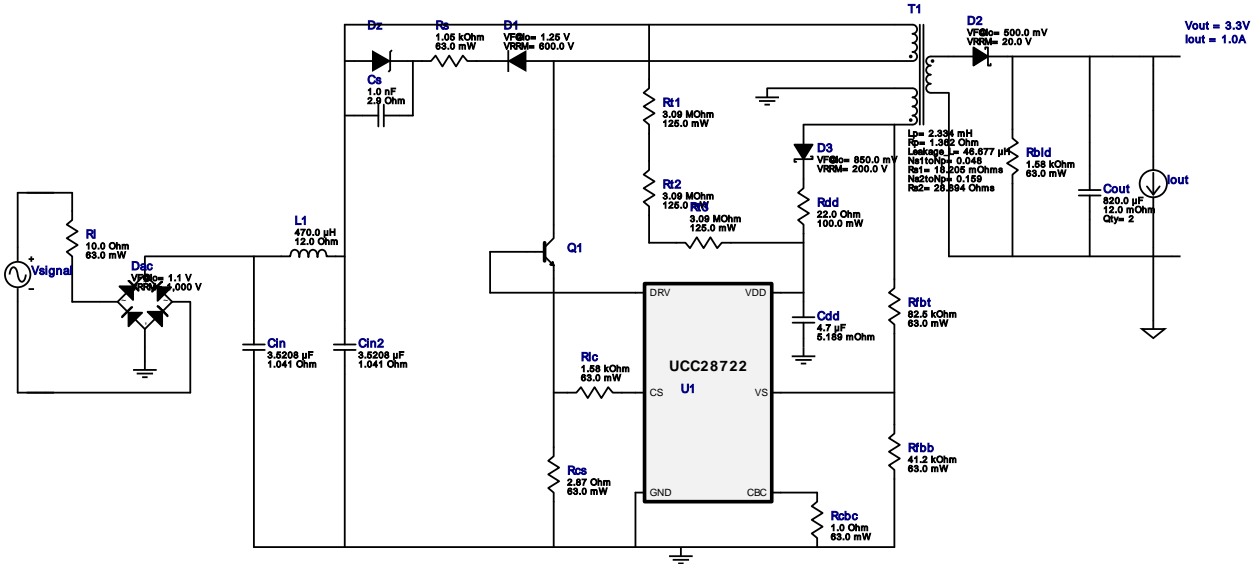 T1
Dz
Rs
1.05 kOhm
63.0 mW
D1
VF@Io= 1.25 V
VRRM= 600.0 V
D2
VF@Io= 500.0 mV
VRRM= 20.0 V
Vout = 3.3V
Iout = 1.0A
Cs
1.0 nF
2.9 Ohm
Rt1
3.09 MOhm
125.0 mW
D3
VF@Io= 850.0 mV
VRRM= 200.0 V
Lp= 2.334 mH
Rp= 1.362 Ohm
Leakage_L= 46.677 µH
Ns1toNp= 0.048
Rs1= 18.205 mOhms
Ns2toNp= 0.159
Rs2= 28.894 Ohms
Rbld
1.58 kOhm
63.0 mW
Rt2
3.09 MOhm
125.0 mW
Rt3
3.09 MOhm
125.0 mW
Rdd
22.0 Ohm
100.0 mW
Cout
820.0 µF
12.0 mOhm
Qty= 2
Iout
L1
470.0 µH
12.0 Ohm
Ri
10.0 Ohm
63.0 mW
Q1
+
Vsignal
−
Dac
VF@Io= 1.1 V
VRRM= 1,000 V
DRV
VDD
Rfbt
82.5 kOhm
63.0 mW
Cdd
4.7 µF
5.189 mOhm
Cin
3.5208 µF
1.041 Ohm
Cin2
3.5208 µF
1.041 Ohm
Rlc
1.58 kOhm
63.0 mW
UCC28722
U1
CS
VS
Rfbb
41.2 kOhm
63.0 mW
Rcs
2.87 Ohm
63.0 mW
GND
CBC
Rcbc
1.0 Ohm
63.0 mW